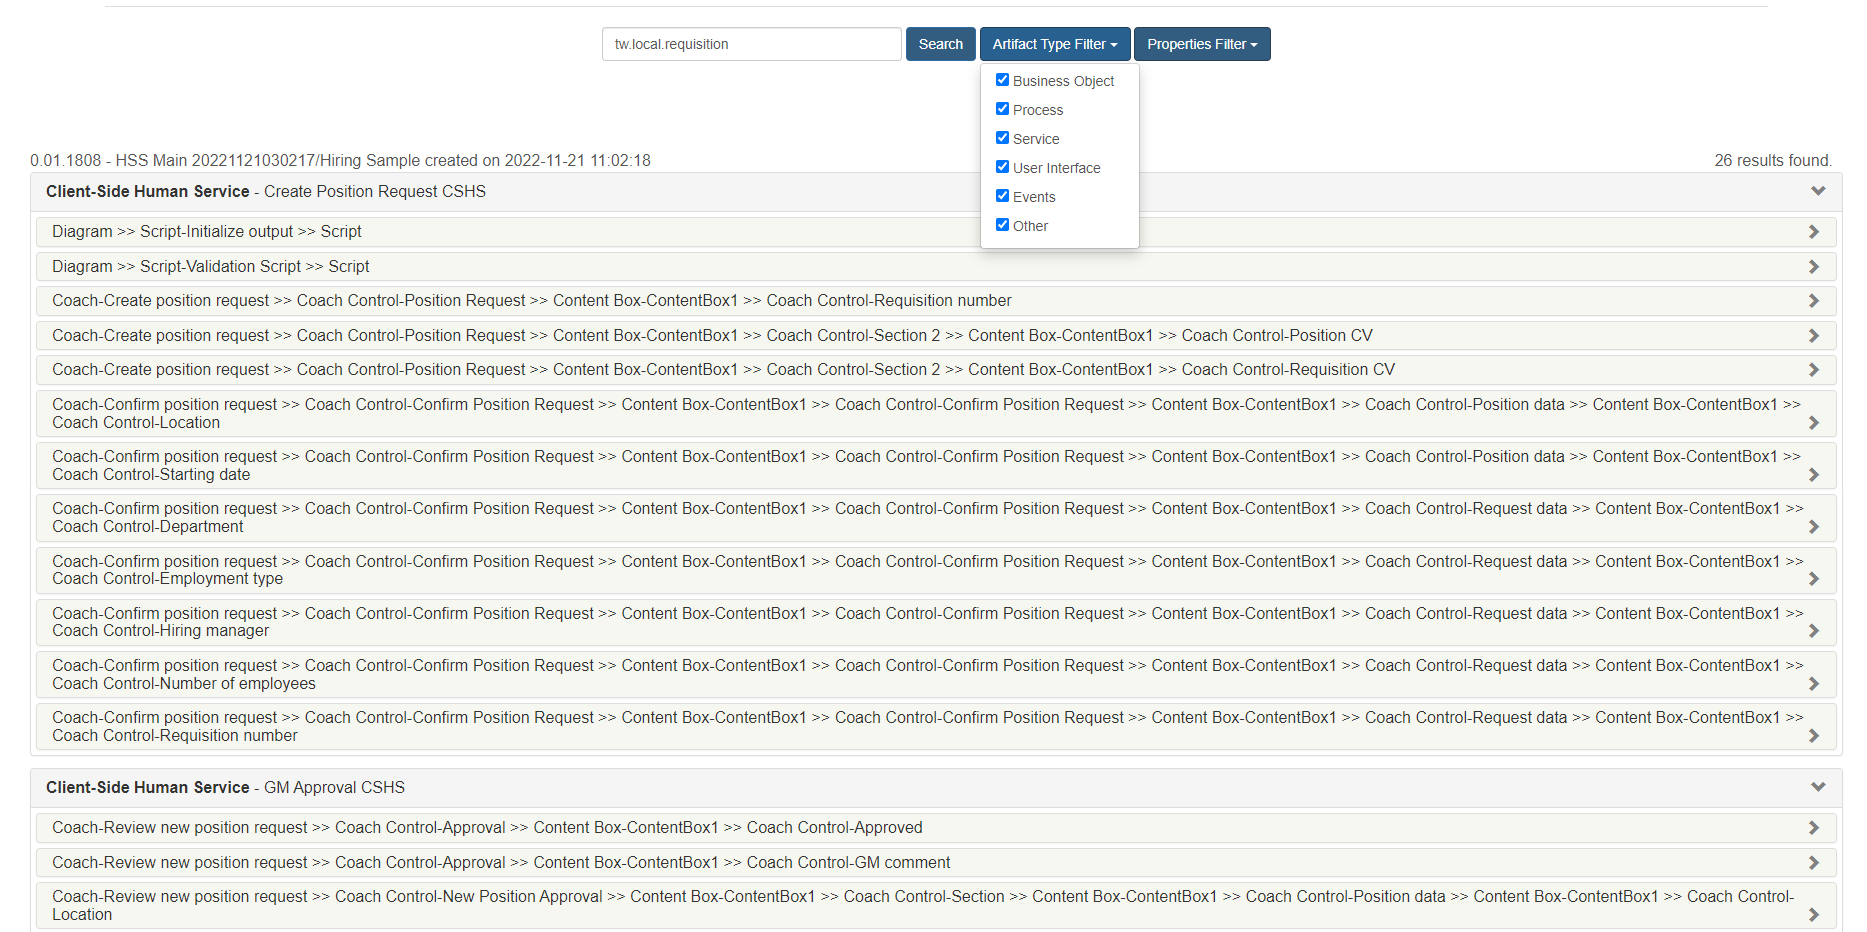 tw.local.requisition
Search
Artifact Type Filter
Properties Filter
Business Object
Process
Service
User Interface
Events
Other
0.01.1808 - HSS Main 20221121030217/Hiring Sample created on 2022-11-21 11:02:18
26 results found.
Client-Side Human Service - Create Position Request CSHS
Diagram >> Script-Initialize output >> Script
Diagram >> Script-Validation Script >> Script
Coach-Create position request >> Coach Control-Position Request >> Content Box-ContentBox1 >> Coach Control-Requisition number
Coach-Create position request >> Coach Control-Position Request >> Content Box-ContentBox1 >> Coach Control-Section 2 >> Content Box-ContentBox1 >> Coach Control-Position CV
Coach-Create position request >> Coach Control-Position Request >> Content Box-ContentBox1 >> Coach Control-Section 2 >> Content Box-ContentBox1 >> Coach Control-Requisition CV
Coach-Confirm position request >> Coach Control-Confirm Position Request >> Content Box-ContentBox1 >> Coach Control-Confirm Position Request >> Content Box-ContentBox1 >> Coach Control-Position data >> Content Box-ContentBox1 >>
Coach Control-Location
Coach-Confirm position request >> Coach Control-Confirm Position Request >> Content Box-ContentBox1 >> Coach Control-Confirm Position Request >> Content Box-ContentBox1 >> Coach Control-Position data >> Content Box-ContentBox1 >>
Coach Control-Starting date
Coach-Confirm position request >> Coach Control-Confirm Position Request >> Content Box-ContentBox1 >> Coach Control-Confirm Position Request >> Content Box-ContentBox1 >> Coach Control-Request data >> Content Box-ContentBox1 >>
Coach Control-Department
Coach-Confirm position request >> Coach Control-Confirm Position Request >> Content Box-ContentBox1 >> Coach Control-Confirm Position Request >> Content Box-ContentBox1 >> Coach Control-Request data >> Content Box-ContentBox1 >>
Coach Control-Employment type
Coach-Confirm position request >> Coach Control-Confirm Position Request >> Content Box-ContentBox1 >> Coach Control-Confirm Position Request >> Content Box-ContentBox1 >> Coach Control-Request data >> Content Box-ContentBox1 >>
Coach Control-Hiring manager
Coach-Confirm position request >> Coach Control-Confirm Position Request >> Content Box-ContentBox1 >> Coach Control-Confirm Position Request >> Content Box-ContentBox1 >> Coach Control-Request data >> Content Box-ContentBox1 >>
Coach Control-Number of employees
Coach-Confirm position request >> Coach Control-Confirm Position Request >> Content Box-ContentBox1 >> Coach Control-Confirm Position Request >> Content Box-ContentBox1 >> Coach Control-Request data >> Content Box-ContentBox1 >>
Coach Control-Requisition number
Client-Side Human Service - GM Approval CSHS
Coach-Review new position request >> Coach Control-Approval >> Content Box-ContentBox1 >> Coach Control-Approved
Coach-Review new position request >> Coach Control-Approval >> Content Box-ContentBox1 >> Coach Control-GM comment
Coach-Review new position request >> Coach Control-New Position Approval >> Content Box-ContentBox1 >> Coach Control-Section >> Content Box-ContentBox1 >> Coach Control-Position data >> Content Box-ContentBox1 >> Coach Control-
Location